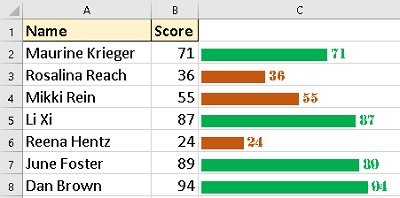 A B C
1 Name Score
2 Maurine Krieger 71 71
3 Rosalina Reach 36 36
4 Mikki Rein 55 55
5 Li Xi 87 87
6 Reena Hentz 24 24
7 June Foster 89 89
8 Dan Brown 94 94